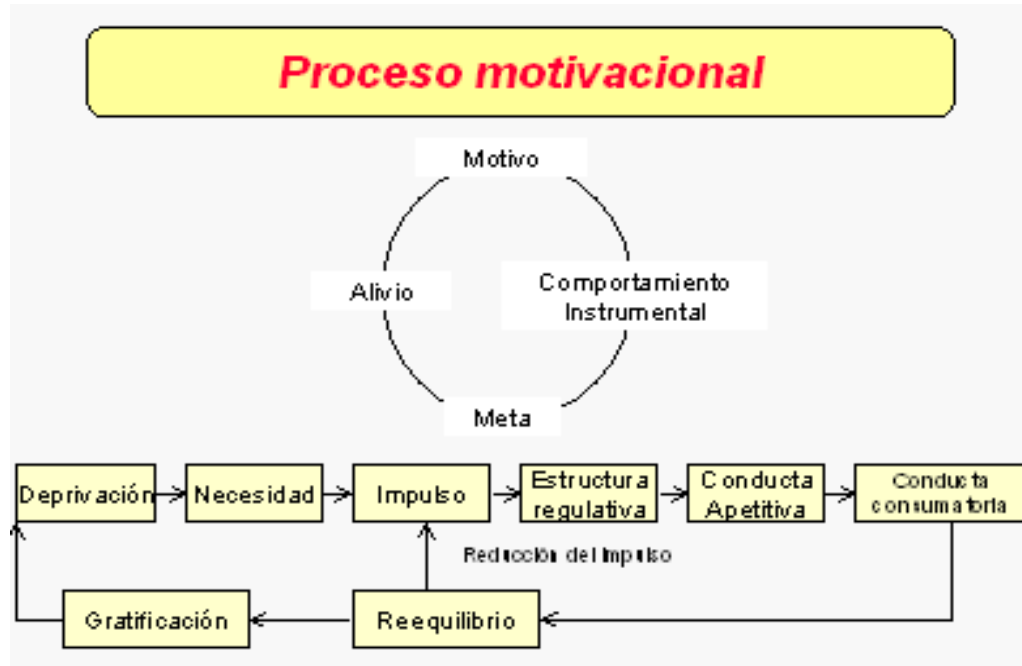 Proceso motivacional
Motivo
Alivio
Comportamiento
Instrumental
Meta
Deprivación
Necesidad
Impulso
Estructura
regulativa
Conducta
Apetitiva
Conducta
consumatoria
Reducción del Impulso
Gratificación
Reequilibrio